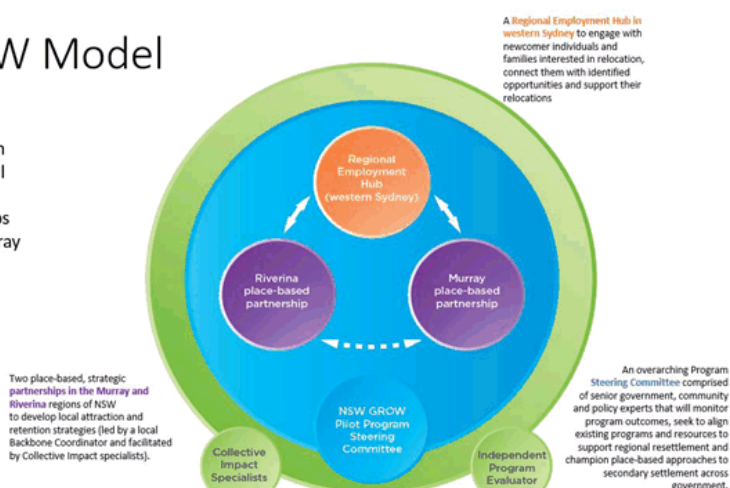 W Model
A Regional Employment Hub in
western Sydney to engage with
newcomer individuals and
families interested in relocation,
connect them with identified
opportunities and support their
relocations
n
l
os
ray
Regional
Employment
Hub
(western Sydney)
Riverina
place-based
partnership
Murray
place-based
partnership
Two place-based, strategic
partnerships in the Murray and
Riverina regions of NSW
to develop local attraction and
retention strategies (led by a local
Backbone Coordinator and facilitated
by Collective Impact specialists).
NSW GROW
Pilot Program
Steering
Committee
An overarching Program
Steering Committee comprised
of senior government, community
and policy experts that will monitor
program outcomes, seek to align
existing programs and resources to
support regional resettlement and
champion place-based approaches to
secondary settlement across
government.
Collective
Impact
Specialists
Independent
Program
Evaluator